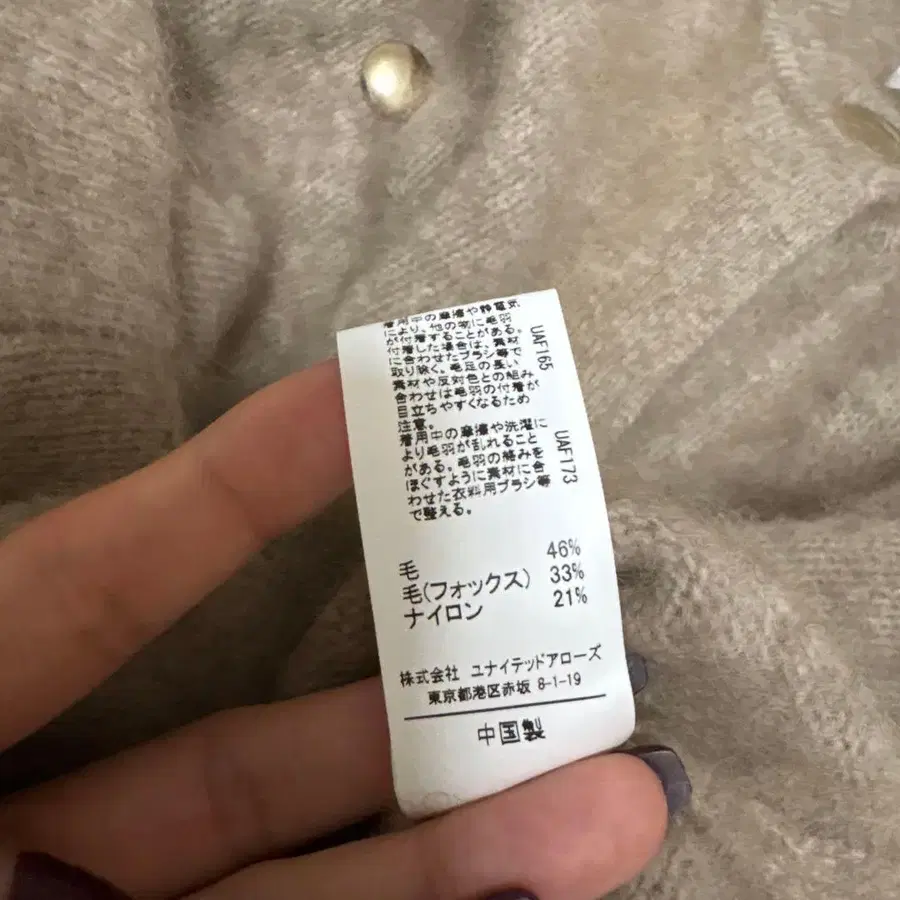 着用中の摩擦や静電気
により、他の物に毛羽
が付着することがある。
付着した場合は、素材
に合わせたブラシ等で
取り除く。毛足の長い
素材や反対色との組み
合わせは毛羽の付着が
目立ちやすくなるため
注意。
UAF165
着用中の摩擦や洗濯に
より毛羽が乱れること
がある。毛羽の絡みを
ほぐすように素材に合
わせた衣料用ブラシ等
で整える。
UAF173
毛 46%
毛(フォックス) 33%
ナイロン 21%
株式会社 ユナイテッドアローズ
東京都港区赤坂 8-1-19
中国製